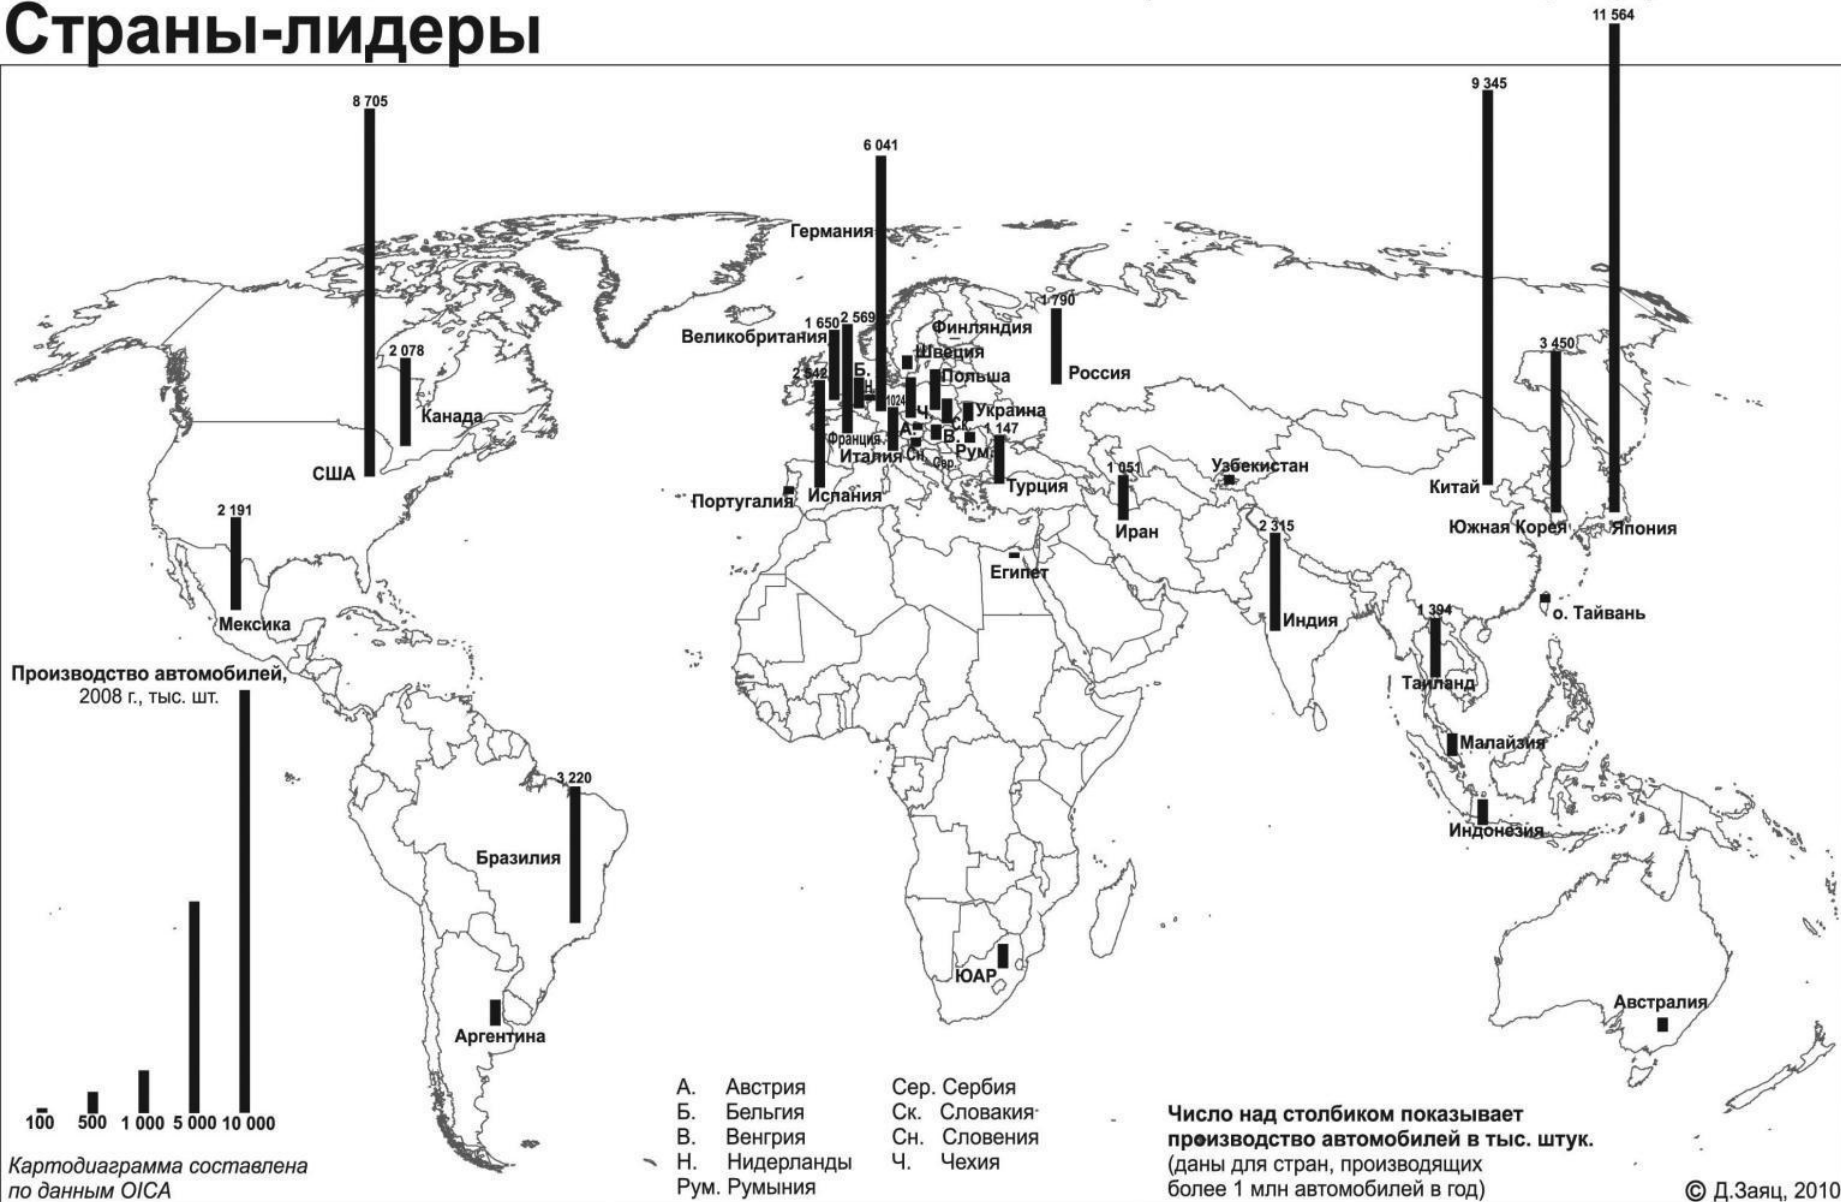 Страны-лидеры
11 564
9 345
8 705
6 041
Германия
1 790
1 650
2 569
Финляндия
Великобритания
3 450
Швеция
2 078
2 542
Б.
Россия
Польша
Н.
1024
Канада
Ч.
Украина
Ск.
А.
В.
1 147
Франция
Рум.
Италия
Сн.
Сер.
США
1 051
Узбекистан
Турция
Китай
Португалия
Испания
2 191
Иран
2 315
Южная Корея
Япония
Египет
Мексика
Индия
1 394
о. Тайвань
Производство автомобилей,
2008 г., тыс. шт.
Таиланд
Малайзия
3 220
Индонезия
Бразилия
ЮАР
Австралия
Аргентина
100 500 1 000 5 000 10 000
Картодиаграмма составлена
по данным OICA
А. Австрия
Б. Бельгия
В. Венгрия
Н. Нидерланды
Рум. Румыния
Сер. Сербия
Ск. Словакия
Сн. Словения
Ч. Чехия
Число над столбиком показывает
производство автомобилей в тыс. штук.
(даны для стран, производящих
более 1 млн автомобилей в год)
© Д.Заяц, 2010